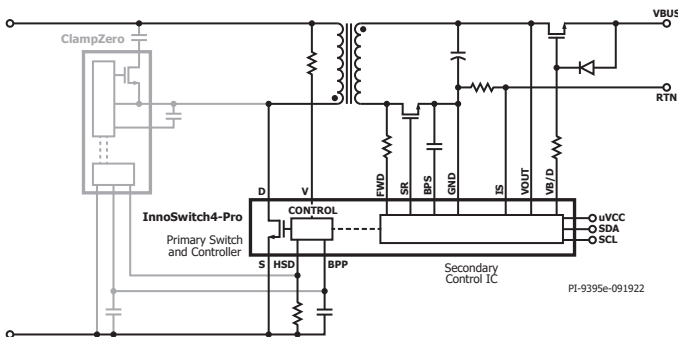 VBUS
ClampZero
RTN
D
V
FWD
SR
BPS
GND
IS
VOUT
VB/D
InnoSwitch4-Pro
CONTROL
uVCC
SDA
SCL
Primary Switch
and Controller
S
HSD
BPP
Secondary
Control IC
PI-9395e-091922